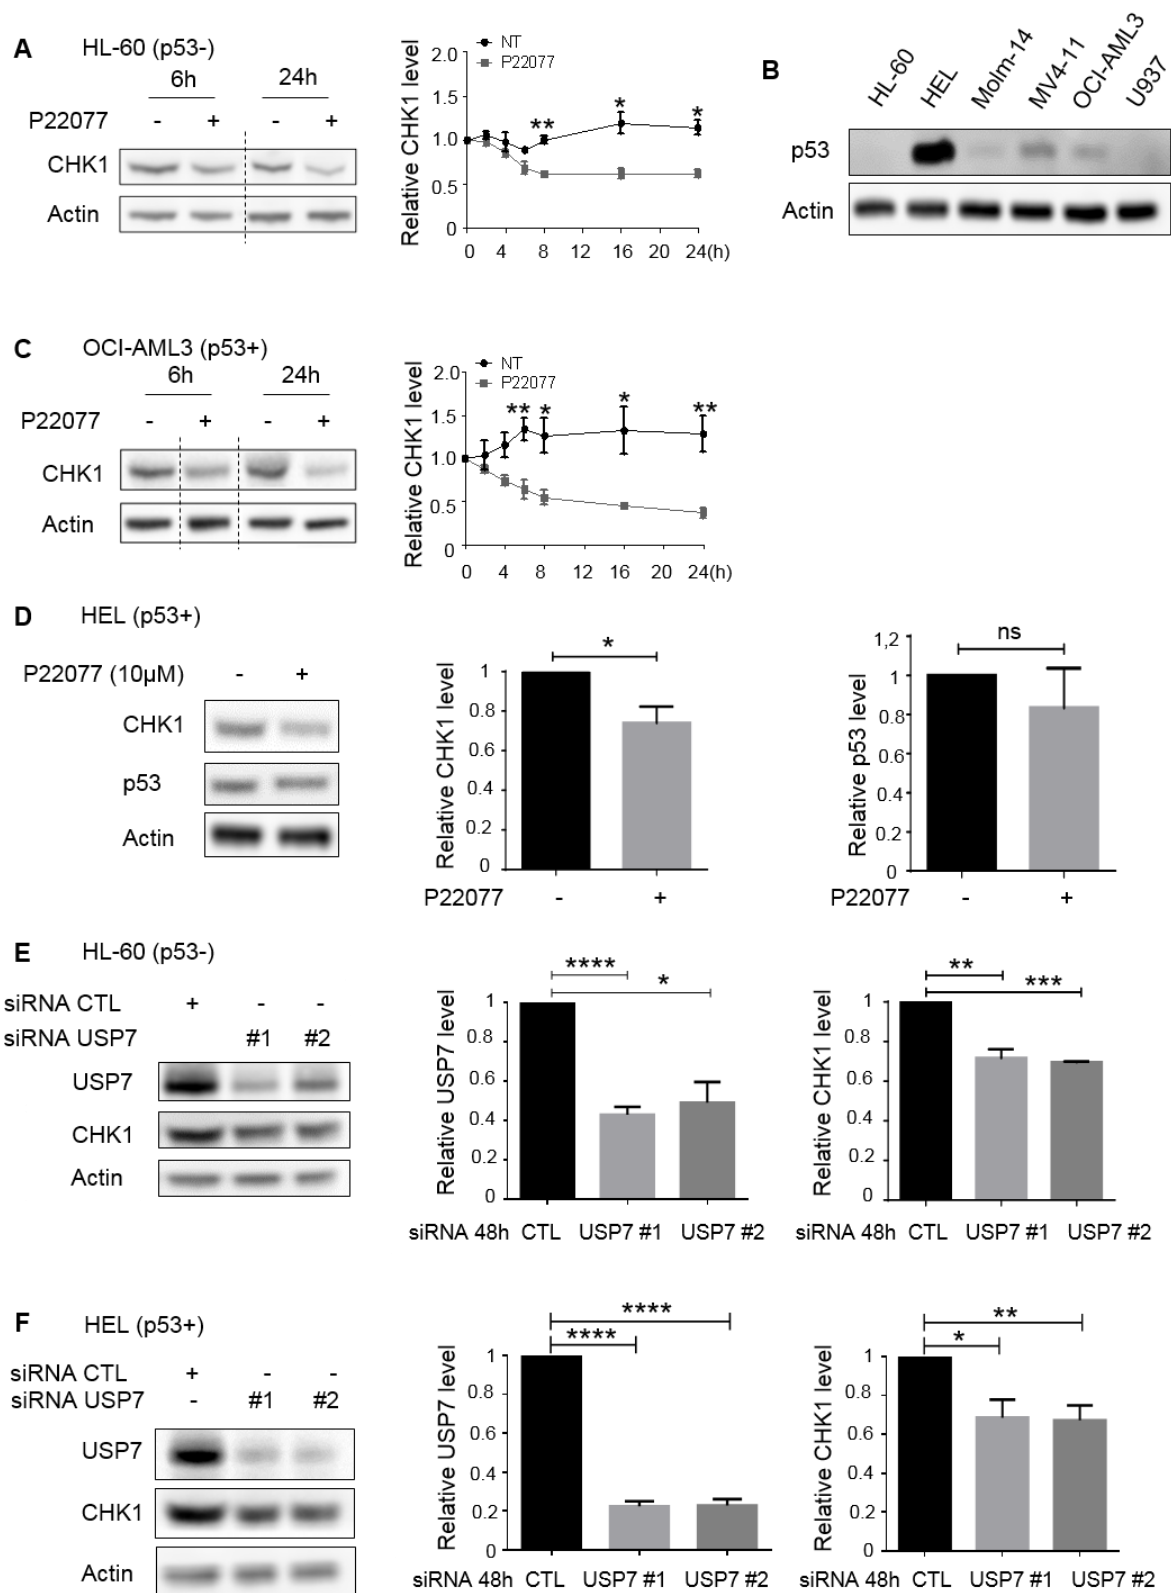 A HL-60 (p53-)
6h 24h
P22077 - + - +
CHK1
Actin
Relative CHK1 level
NT
P22077
2.0
1.5
1.0
0.5
0
** * *
0 4 8 12 16 20 24(h)
B
HL-60 HEL Molm-14 MV4-11 OCI-AML3 U937
p53
Actin
C OCI-AML3 (p53+)
6h 24h
P22077 - + - +
CHK1
Actin
Relative CHK1 level
NT
P22077
2.0
1.5
1.0
0.5
0
** * * **
0 4 8 12 16 20 24(h)
D HEL (p53+)
P22077 (10µM) - +
CHK1
p53
Actin
Relative CHK1 level
*
1
0.8
0.6
0.4
0.2
0
P22077 - +
Relative p53 level
ns
1,2
1
0.8
0.6
0.4
0.2
0
P22077 - +
E HL-60 (p53-)
siRNA CTL + - -
siRNA USP7 #1 #2
USP7
CHK1
Actin
Relative USP7 level
****
*
1
0.8
0.6
0.4
0.2
0
siRNA 48h CTL USP7 #1 USP7 #2
Relative CHK1 level
**
***
1
0.8
0.6
0.4
0.2
0
siRNA 48h CTL USP7 #1 USP7 #2
F HEL (p53+)
siRNA CTL + - -
siRNA USP7 - #1 #2
USP7
CHK1
Actin
Relative USP7 level
****
****
1
0.8
0.6
0.4
0.2
0
siRNA 48h CTL USP7 #1 USP7 #2
Relative CHK1 level
**
*
1
0.8
0.6
0.4
0.2
0
siRNA 48h CTL USP7 #1 USP7 #2